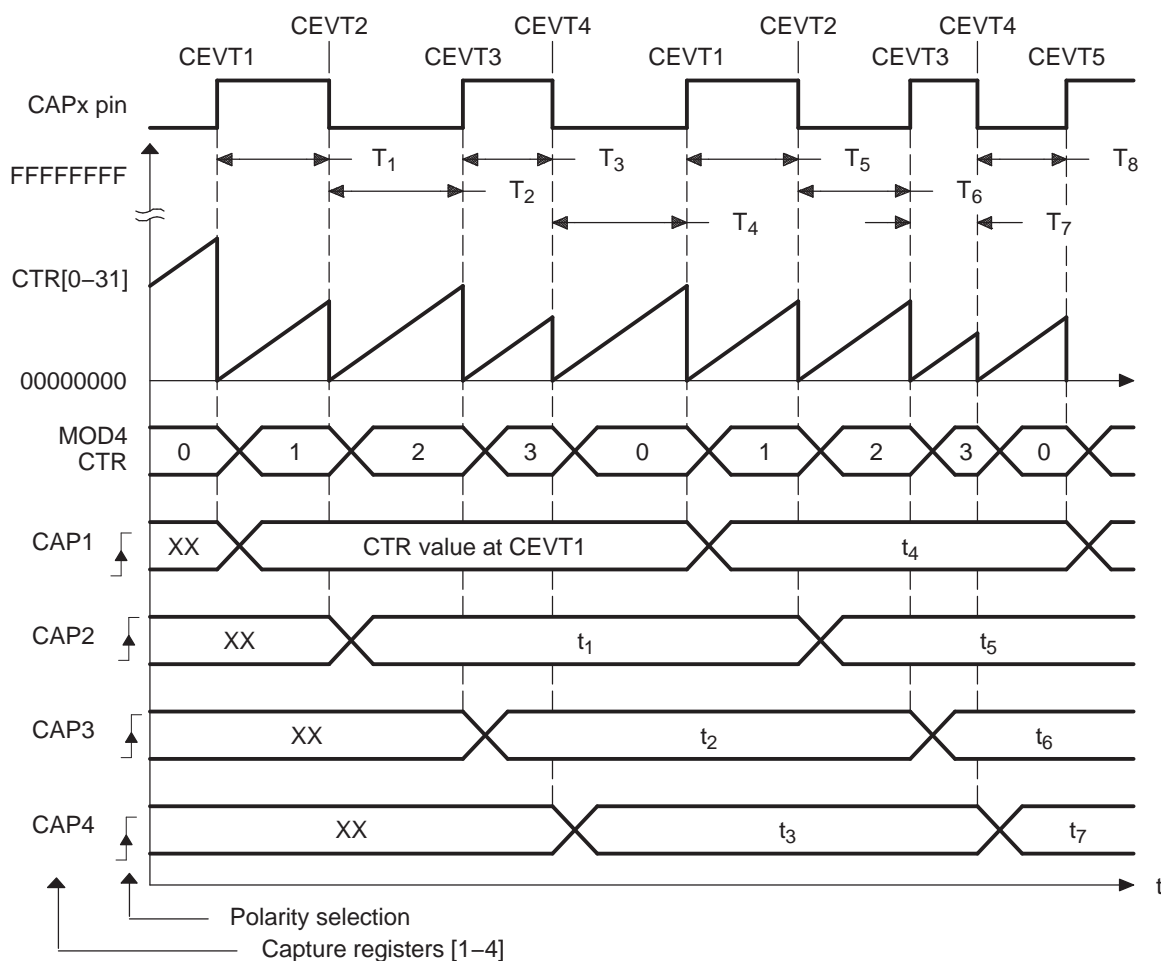 CEVT2 CEVT4 CEVT2 CEVT4
CEVT1 CEVT3 CEVT1 CEVT3 CEVT5
CAPx pin
T1 T3 T5 T8
FFFFFFFF
T2 T6
T4 T7
CTR[0−31]
00000000
MOD4
CTR
0 1 2 3 0 1 2 3 0
CAP1 XX CTR value at CEVT1 t4
CAP2 XX t1 t5
CAP3 XX t2 t6
CAP4 XX t3 t7
t
Polarity selection
Capture registers [1−4]